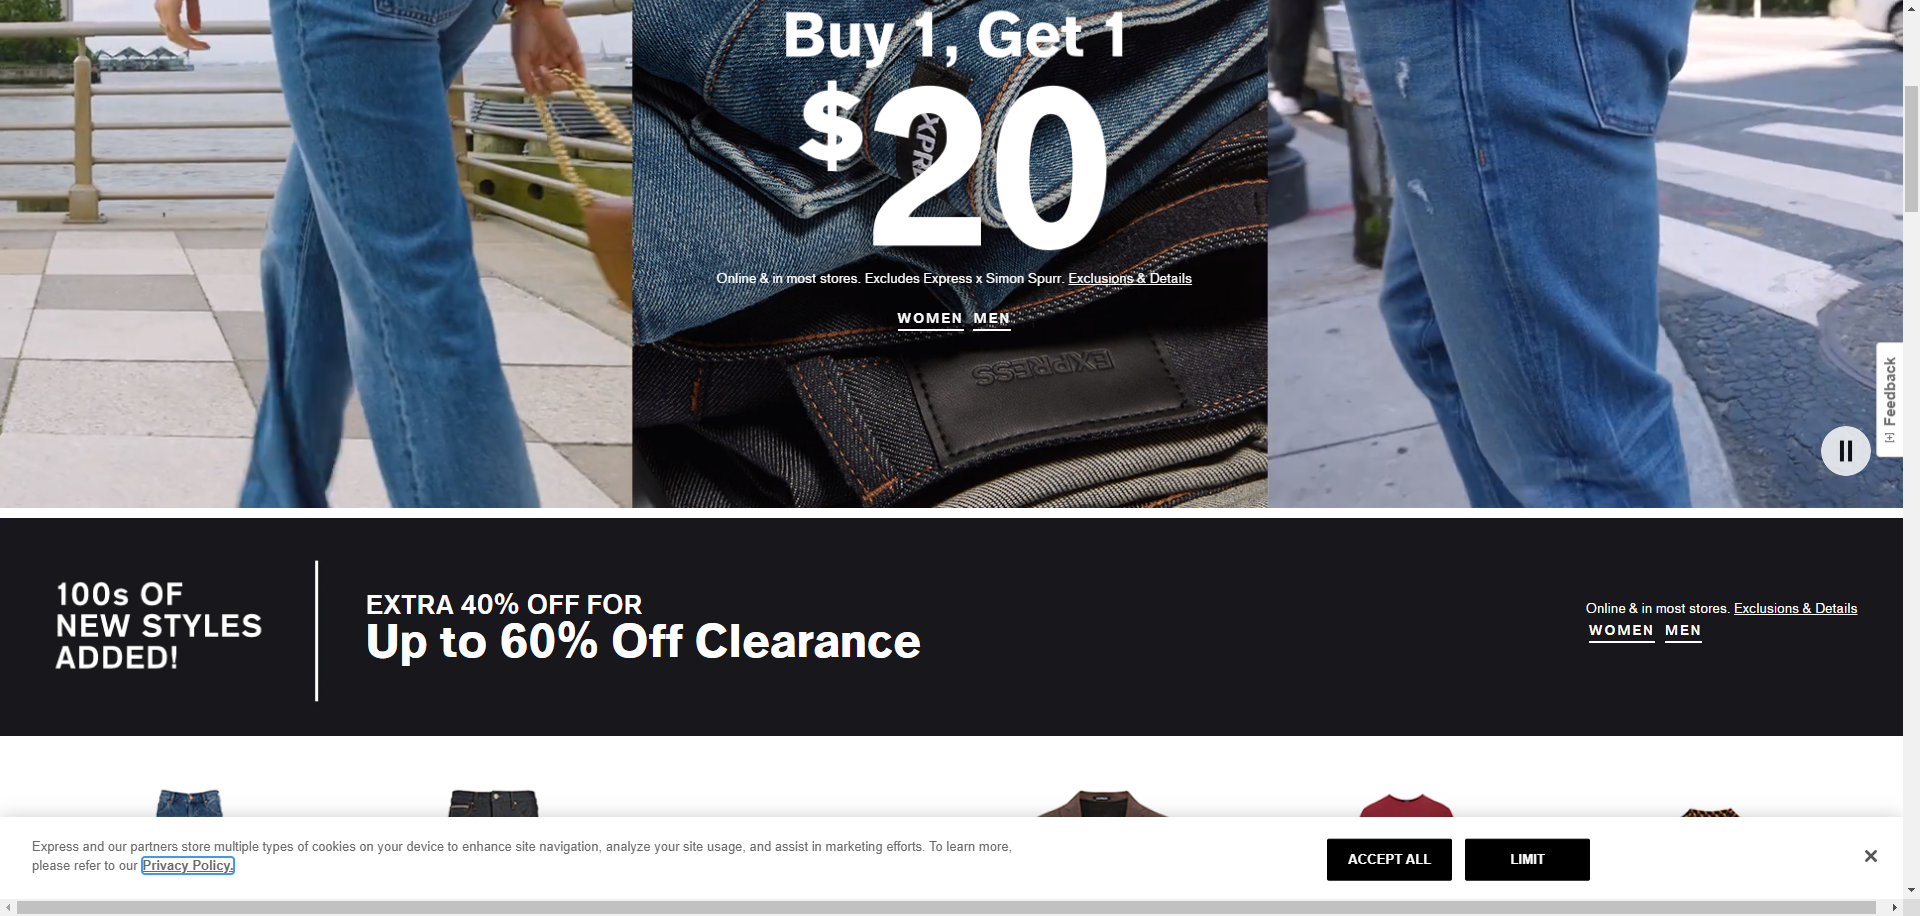 Buy 1, Get 1
$20
Online & in most stores. Excludes Express x Simon Spurr. Exclusions & Details
WOMEN MEN
EXPRESS
[+] Feedback
100s OF
NEW STYLES
ADDED!
EXTRA 40% OFF FOR
Up to 60% Off Clearance
Online & in most stores. Exclusions & Details
WOMEN MEN
Express and our partners store multiple types of cookies on your device to enhance site navigation, analyze your site usage, and assist in marketing efforts. To learn more,
please refer to our Privacy Policy.
ACCEPT ALL
LIMIT